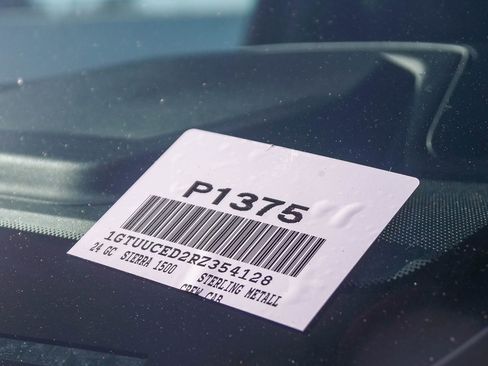 P1375
1GTUUCED2RZ354128
24 GC SIERRA 1500
STERLING METALL
CREW CAB